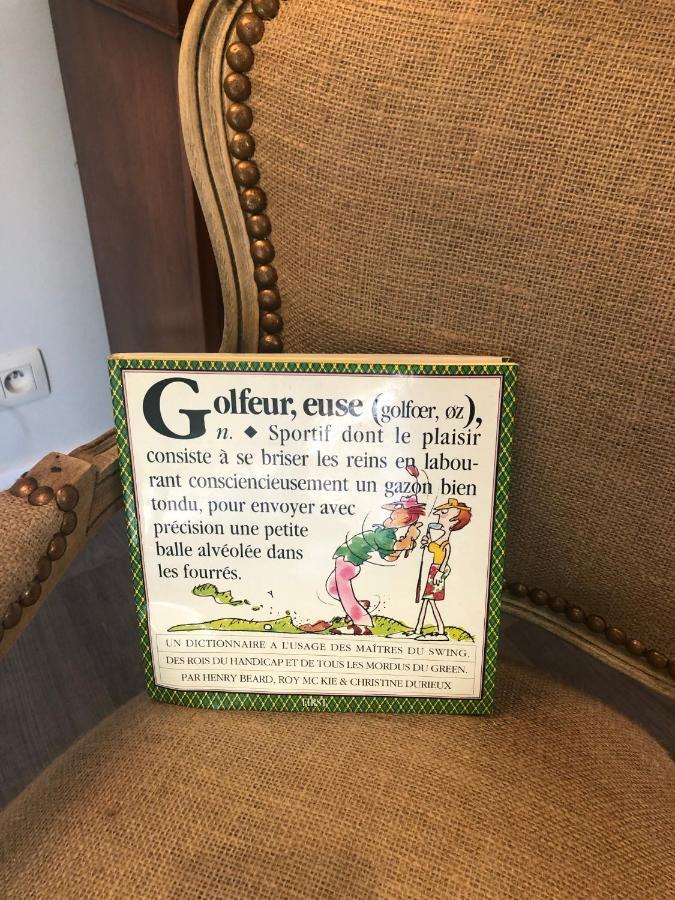 Golfeur, euse (golfœr, øz),
n. ◆ Sportif dont le plaisir
consiste à se briser les reins en labou-
rant consciencieusement un gazon bien
tondu, pour envoyer avec
précision une petite
balle alvéolée dans
les fourrés.
UN DICTIONNAIRE A L'USAGE DES MAÎTRES DU SWING,
DES ROIS DU HANDICAP ET DE TOUS LES MORDUS DU GREEN.
PAR HENRY BEARD, ROY MC KIE & CHRISTINE DURIEUX
FIRST